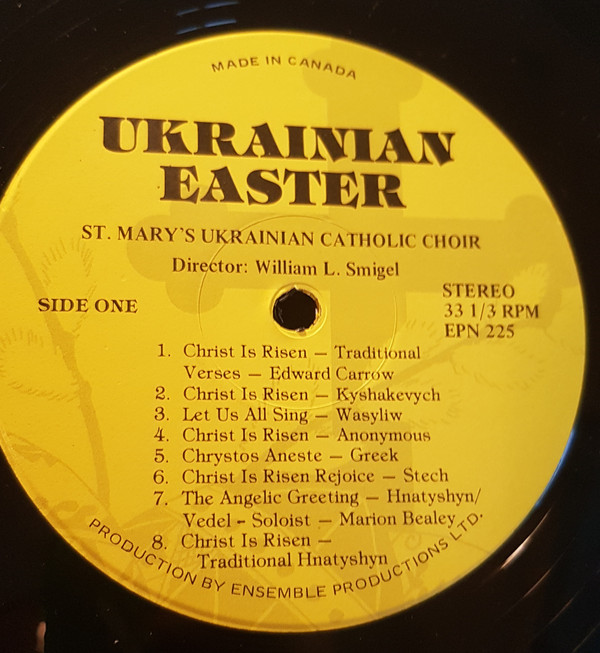 MADE IN CANADA
UKRAINIAN
EASTER
ST. MARY'S UKRAINIAN CATHOLIC CHOIR
Director: William L. Smigel
SIDE ONE
STEREO
33 1/3 RPM
EPN 225
1. Christ Is Risen — Traditional
Verses — Edward Carrow
2. Christ Is Risen — Kyshakevych
3. Let Us All Sing — Wasyliw
4. Christ Is Risen — Anonymous
5. Chrystos Aneste — Greek
6. Christ Is Risen Rejoice — Stech
7. The Angelic Greeting — Hnatyshyn/
Vedel - Soloist — Marion Bealey
8. Christ Is Risen —
Traditional Hnatyshyn
PRODUCTION BY ENSEMBLE PRODUCTIONS LTD.